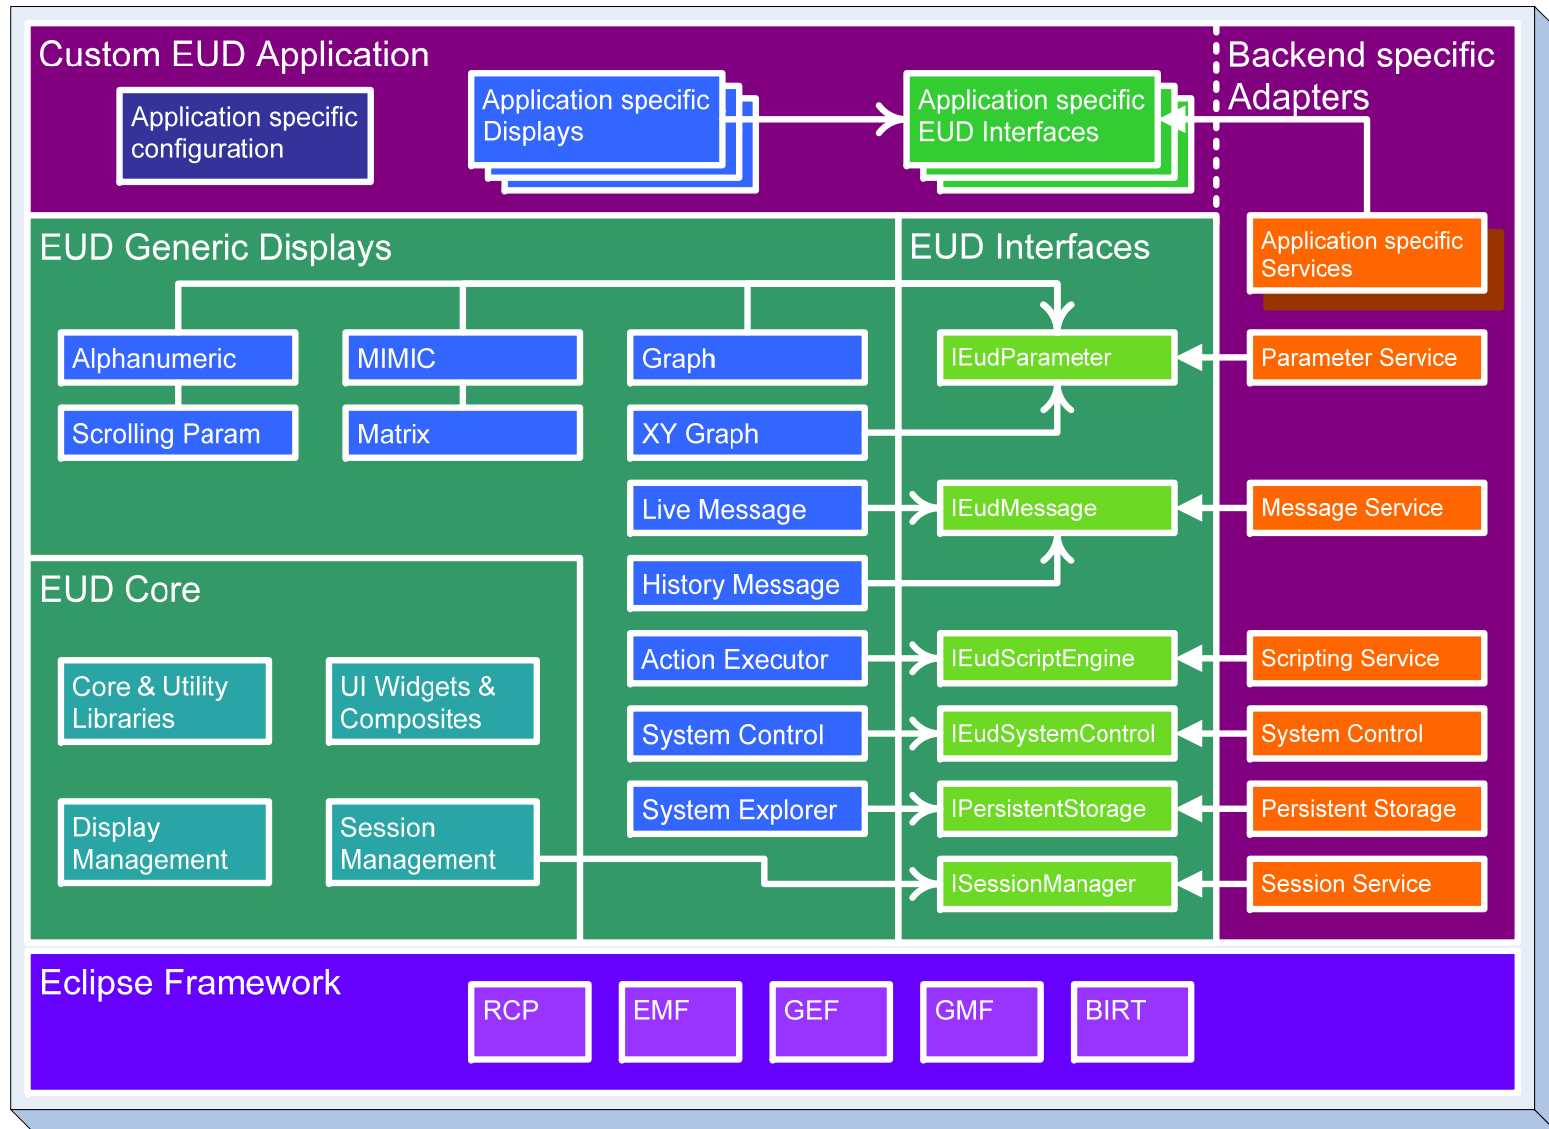 Custom EUD Application
Backend specific
Adapters
Application specific
configuration
Application specific
Displays
Application specific
EUD Interfaces
EUD Generic Displays
EUD Interfaces
Application specific
Services
Alphanumeric
MIMIC
Graph
IEudParameter
Parameter Service
Scrolling Param
Matrix
XY Graph
Live Message
IEudMessage
Message Service
EUD Core
History Message
Action Executor
IEudScriptEngine
Scripting Service
Core & Utility
Libraries
UI Widgets &
Composites
System Control
IEudSystemControl
System Control
System Explorer
IPersistentStorage
Persistent Storage
Display
Management
Session
Management
ISessionManager
Session Service
Eclipse Framework
RCP
EMF
GEF
GMF
BIRT